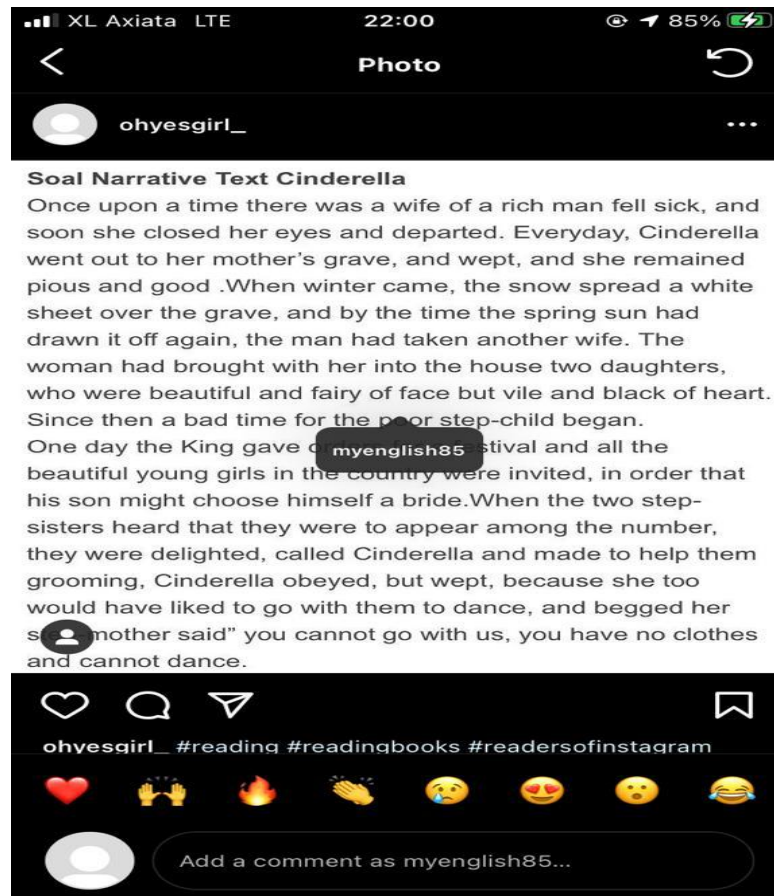 XL Axiata LTE 22:00 85%
Photo
ohyesgirl_
Soal Narrative Text Cinderella
Once upon a time there was a wife of a rich man fell sick, and
soon she closed her eyes and departed. Everyday, Cinderella
went out to her mother's grave, and wept, and she remained
pious and good .When winter came, the snow spread a white
sheet over the grave, and by the time the spring sun had
drawn it off again, the man had taken another wife. The
woman had brought with her into the house two daughters,
who were beautiful and fairy of face but vile and black of heart.
Since then a bad time for the poor step-child began.
One day the King gave and all the
myenglish85
beautiful young girls in the country were invited, in order that
his son might choose himself a bride.When the two step-
sisters heard that they were to appear among the number,
they were delighted, called Cinderella and made to help them
grooming, Cinderella obeyed, but wept, because she too
would have liked to go with them to dance, and begged her
mother said” you cannot go with us, you have no clothes
and cannot dance.
ohyesgirl_ #reading #readingbooks #readersofinstagram
Add a comment as myenglish85...